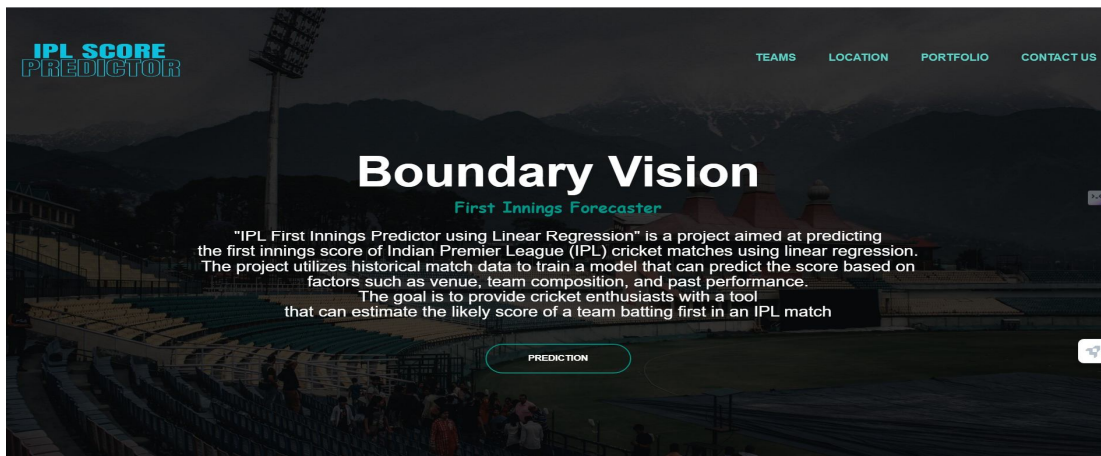 IPL SCORE
PREDICTOR
TEAMS
LOCATION
PORTFOLIO
CONTACT US
Boundary Vision
First Innings Forecaster
"IPL First Innings Predictor using Linear Regression" is a project aimed at predicting
the first innings score of Indian Premier League (IPL) cricket matches using linear regression.
The project utilizes historical match data to train a model that can predict the score based on
factors such as venue, team composition, and past performance.
The goal is to provide cricket enthusiasts with a tool
that can estimate the likely score of a team batting first in an IPL match
PREDICTION